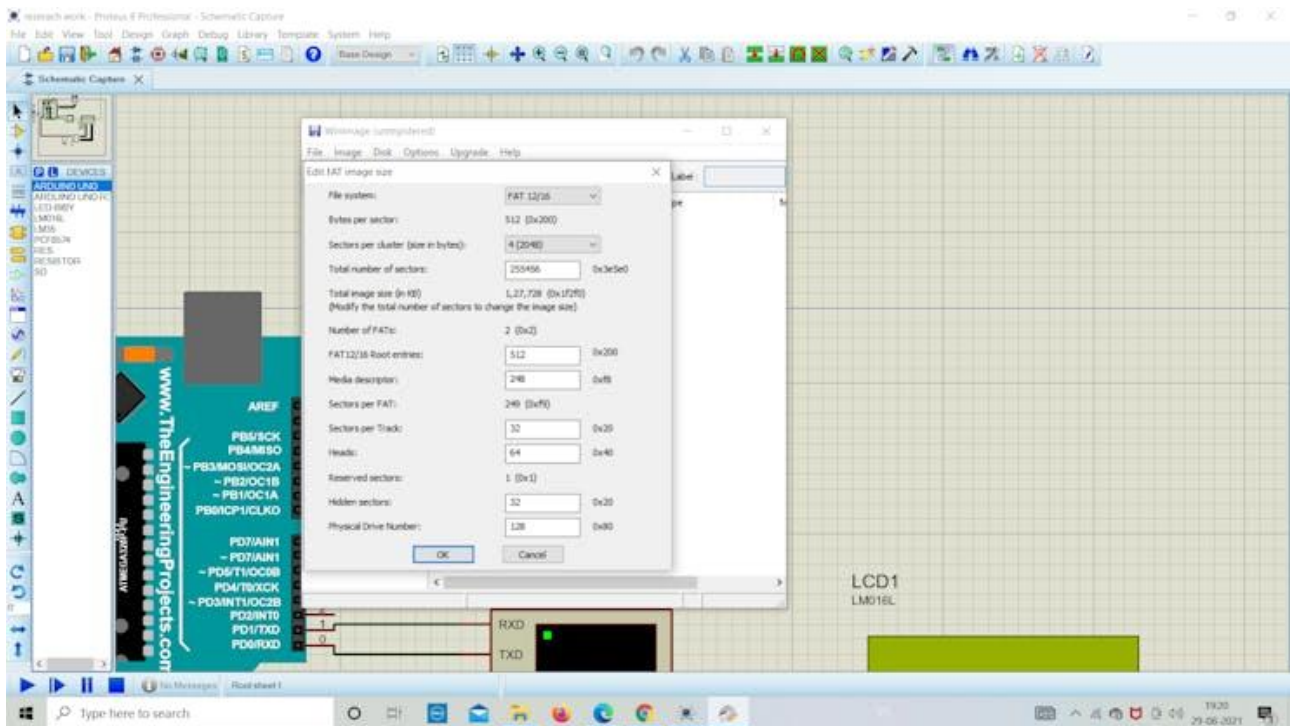 research work - Proteus 8 Professional - Schematic Capture
File Edit View Tool Design Graph Debug Library Template System Help
Base Design
Schematic Capture
P L DEVICES
ARDUINO UNO
LM016L
LM35
PCF8574
RES
RESISTOR
SD
WinImage (unregistered)
File Image Disk Options Upgrade Help
Label
Edit FAT image size
File system: FAT 12/16
Bytes per sector: 512 (0x200)
Sectors per cluster (size in bytes): 4 (2048)
Total number of sectors: 255456 0x3e5e0
Total image size (in KB) 1,27,728 (0x1f2f0)
(Modify the total number of sectors to change the image size)
Number of FATs: 2 (0x2)
FAT12/16 Root entries: 512 0x200
Media descriptor: 248 0xf8
Sectors per FAT: 249 (0xf9)
Sectors per Track: 32 0x20
Heads: 64 0x40
Reserved sectors: 1 (0x1)
Hidden sectors: 32 0x20
Physical Drive Number: 128 0x80
OK Cancel
www.TheEngineeringProjects.com
ATMEGA328P-PU
AREF
PB5/SCK
PB4/MISO
~ PB3/MOSI/OC2A
~ PB2/OC1B
~ PB1/OC1A
PB0/ICP1/CLKO
PD7/AIN1
~ PD7/AIN1
~ PD5/T1/OC0B
PD4/T0/XCK
~ PD3/INT1/OC2B
PD2/INT0
PD1/TXD
PD0/RXD
1
0
RXD
TXD
LCD1
LM016L
No Messages Root sheet 1
Type here to search
19:20
29-06-2021